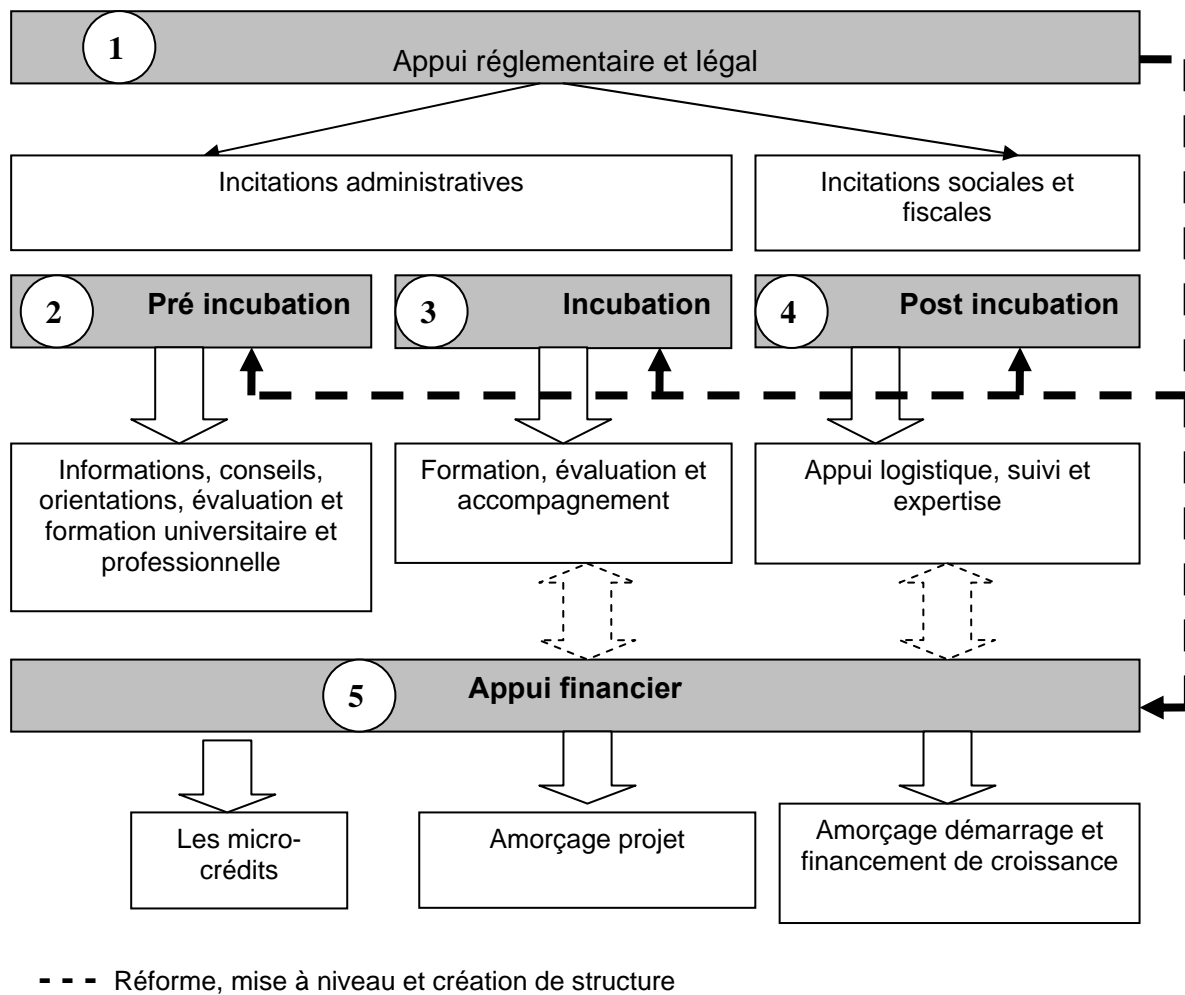 1
Appui réglementaire et légal
Incitations administratives
Incitations sociales et
fiscales
2 Pré incubation
3 Incubation
4 Post incubation
Informations, conseils,
orientations, évaluation et
formation universitaire et
professionnelle
Formation, évaluation et
accompagnement
Appui logistique, suivi et
expertise
5 Appui financier
Les micro-
crédits
Amorçage projet
Amorçage démarrage et
financement de croissance
Réforme, mise à niveau et création de structure